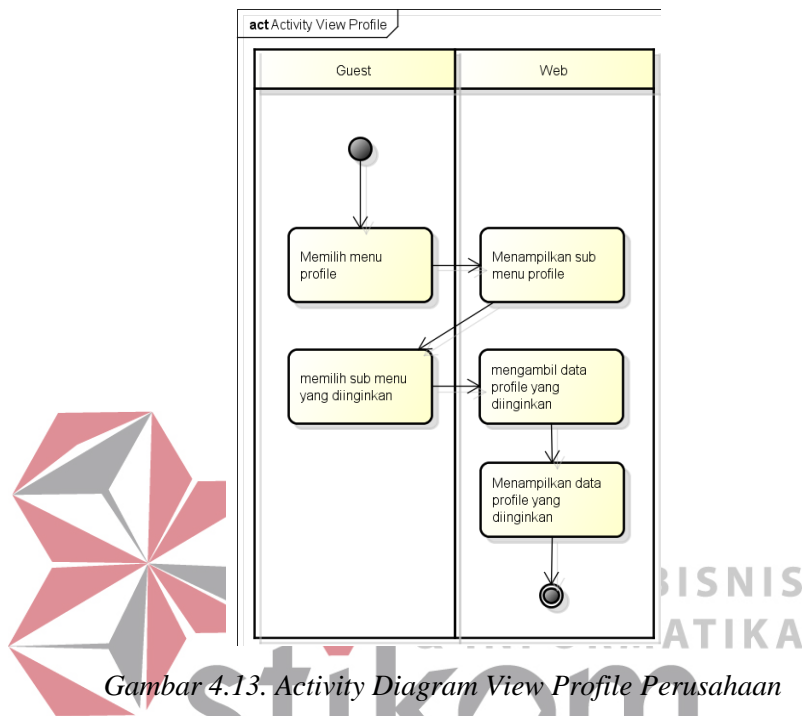 act Activity View Profile
Guest
Web
Memilih menu
profile
Menampilkan sub
menu profile
memilih sub menu
yang diinginkan
mengambil data
profile yang
diinginkan
Menampilkan data
profile yang
diinginkan
BISNIS
ATIKA
stikom
Gambar 4.13. Activity Diagram View Profile Perusahaan